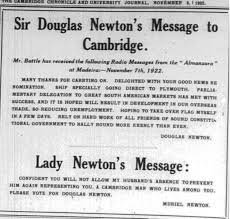 THE CAMBRIDGE CHRONICLE AND UNIVERSITY JOURNAL, NOVEMBER 8, 1922.
Sir Douglas Newton's Message to
Cambridge.
Mr. Battle has received the following Radio Messages from the "Almanzora"
at Madeira:—November 7th, 1922.
MANY THANKS FOR CARRYING ON. DELIGHTED WITH YOUR GOOD NEWS RE
NOMINATION. SHIP SPECIALLY GOING DIRECT TO PLYMOUTH. PARLIA-
MENTARY DELEGATION TO GREAT SOUTH AMERICAN MARKETS HAS MET WITH
SUCCESS, AND IT IS HOPED WILL RESULT IN DEVELOPMENT IN OUR OVERSEAS
TRADE, SO REDUCING UNEMPLOYMENT. HOPING TO TAKE OVER FLAG MYSELF
IN A FEW DAYS. RELY ON HARD WORK OF ALL FRIENDS OF SOUND CONSTITU-
TIONAL GOVERNMENT TO RALLY ROUND MORE KEENLY THAN EVER.
DOUGLAS NEWTON.
Lady Newton's Message:
CONFIDENT YOU WILL NOT ALLOW MY HUSBAND'S ABSENCE TO PREVENT
HIM AGAIN REPRESENTING YOU. A CAMBRIDGE MAN WHO LIVES AMONG YOU,
PLEASE VOTE FOR DOUGLAS NEWTON.
MURIEL NEWTON.